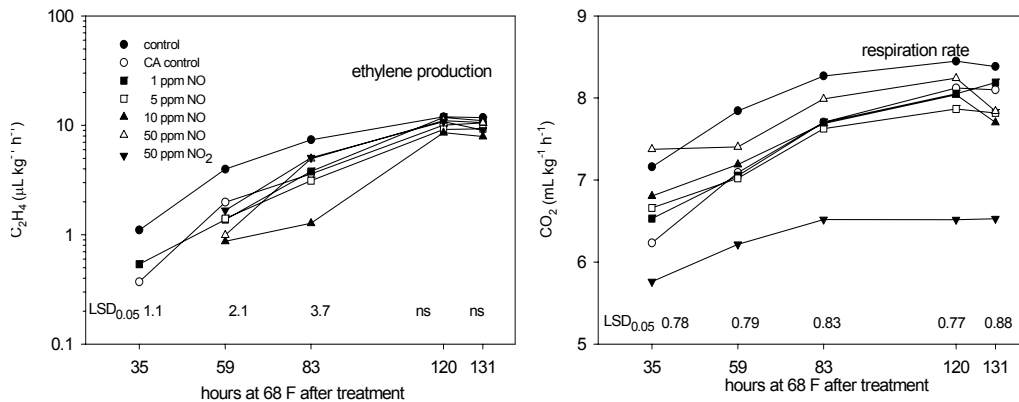 100
10
1
0.1
C₂H₄ (µL kg⁻¹ h⁻¹)
control
CA control
1 ppm NO
5 ppm NO
10 ppm NO
50 ppm NO
50 ppm NO₂
ethylene production
LSD₀.₀₅ 1.1 2.1 3.7 ns ns
35 59 83 120 131
hours at 68 F after treatment
9
8
7
6
5
CO₂ (mL kg⁻¹ h⁻¹)
respiration rate
LSD₀.₀₅ 0.78 0.79 0.83 0.77 0.88
35 59 83 120 131
hours at 68 F after treatment